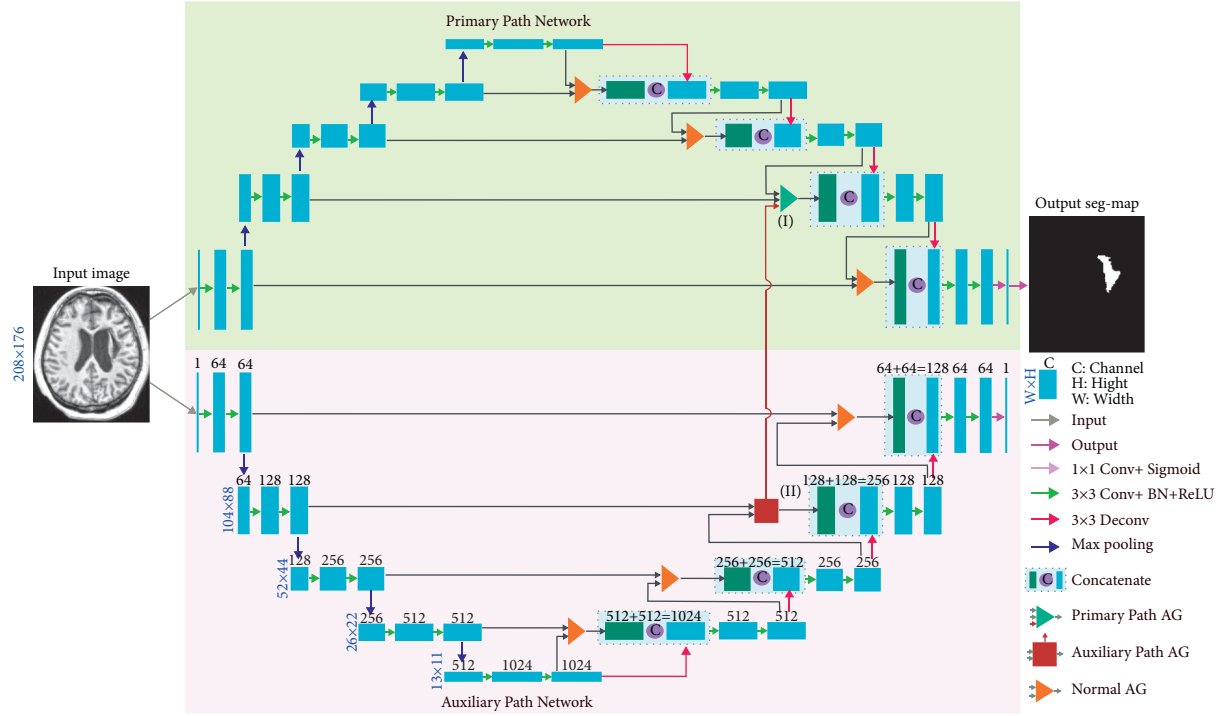 Primary Path Network
C
C
(I)
C
Output seg-map
Input image
C
208×176
1 64 64
64+64=128 64 64 1
C
C
W×H
C: Channel
H: Hight
W: Width
Input
Output
1×1 Conv+ Sigmoid
3×3 Conv+ BN+ReLU
3×3 Deconv
Max pooling
C
Concatenate
Primary Path AG
Auxiliary Path AG
Normal AG
104×88
64 128 128
(II)
128+128=256 128 128
C
52×44
128 256 256
256+256=512 256 256
C
26×22
256 512 512
512+512=1024 512 512
C
13×11
512 1024 1024
Auxiliary Path Network